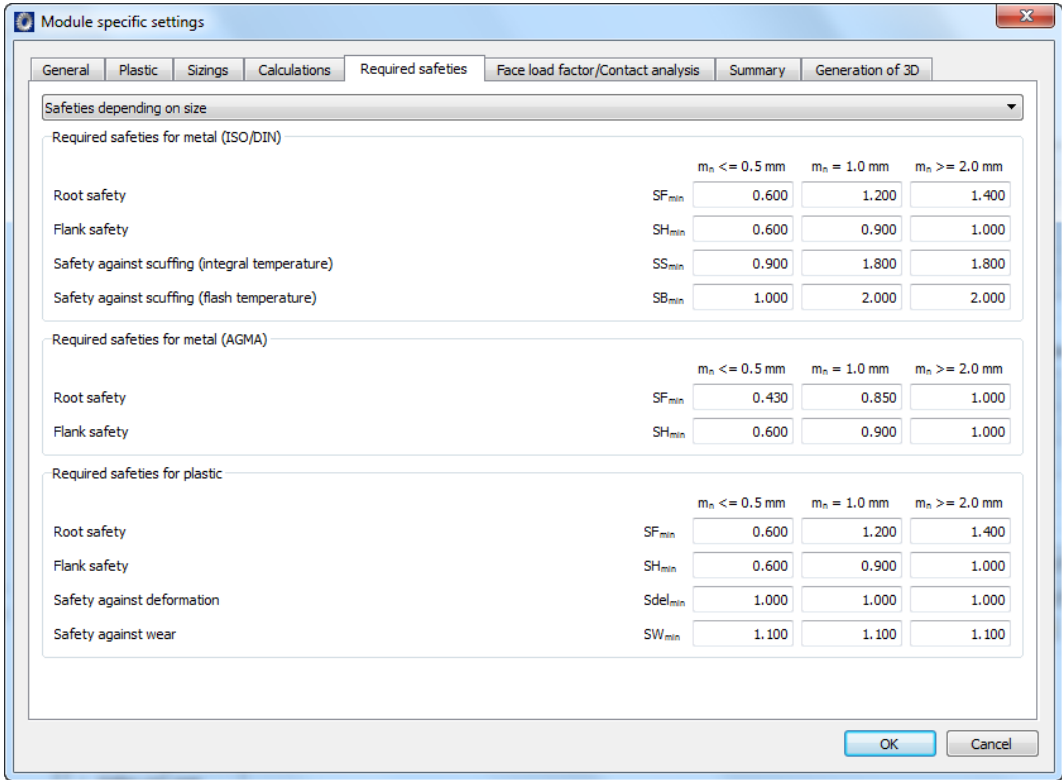 Module specific settings
General Plastic Sizings Calculations Required safeties Face load factor/Contact analysis Summary Generation of 3D
Safeties depending on size
Required safeties for metal (ISO/DIN)
mn <= 0.5 mm mn = 1.0 mm mn >= 2.0 mm
Root safety SFmin 0.600 1.200 1.400
Flank safety SHmin 0.600 0.900 1.000
Safety against scuffing (integral temperature) SSmin 0.900 1.800 1.800
Safety against scuffing (flash temperature) SBmin 1.000 2.000 2.000
Required safeties for metal (AGMA)
mn <= 0.5 mm mn = 1.0 mm mn >= 2.0 mm
Root safety SFmin 0.430 0.850 1.000
Flank safety SHmin 0.600 0.900 1.000
Required safeties for plastic
mn <= 0.5 mm mn = 1.0 mm mn >= 2.0 mm
Root safety SFmin 0.600 1.200 1.400
Flank safety SHmin 0.600 0.900 1.000
Safety against deformation Sdelmin 1.000 1.000 1.000
Safety against wear SWmin 1.100 1.100 1.100
OK Cancel